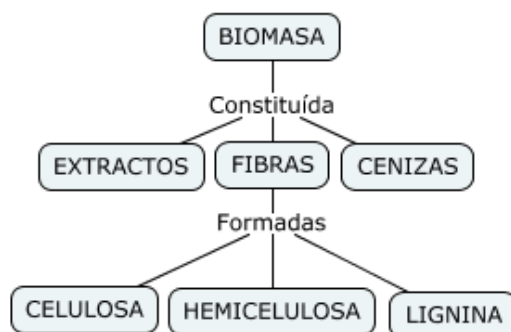 BIOMASA
Constituída
EXTRACTOS FIBRAS CENIZAS
Formadas
CELULOSA HEMICELULOSA LIGNINA